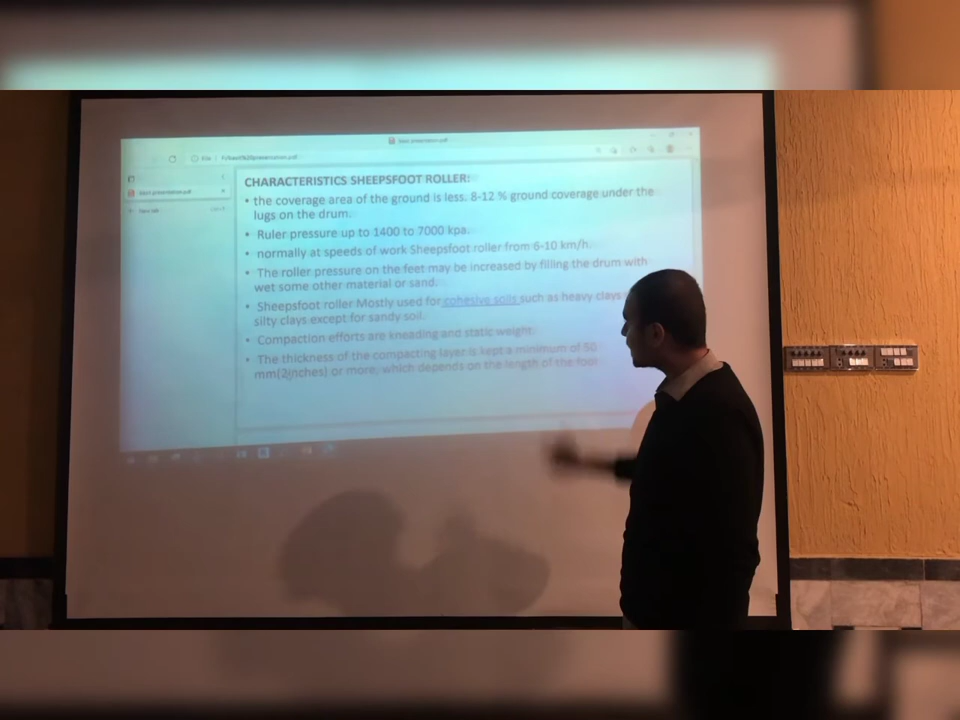 CHARACTERISTICS SHEEPSFOOT ROLLER:
• the coverage area of the ground is less. 8-12 % ground coverage under the
lugs on the drum.
• Ruler pressure up to 1400 to 7000 kpa.
• normally at speeds of work Sheepsfoot roller from 6-10 km/h.
• The roller pressure on the feet may be increased by filling the drum with
wet some other material or sand.
• Sheepsfoot roller Mostly used for cohesive soils such as heavy clays
silty clays except for sandy soil.
• Compaction efforts are kneading and static weight.
• The thickness of the compacting layer is kept a minimum of 50
mm(2inches) or more, which depends on the length of the foot